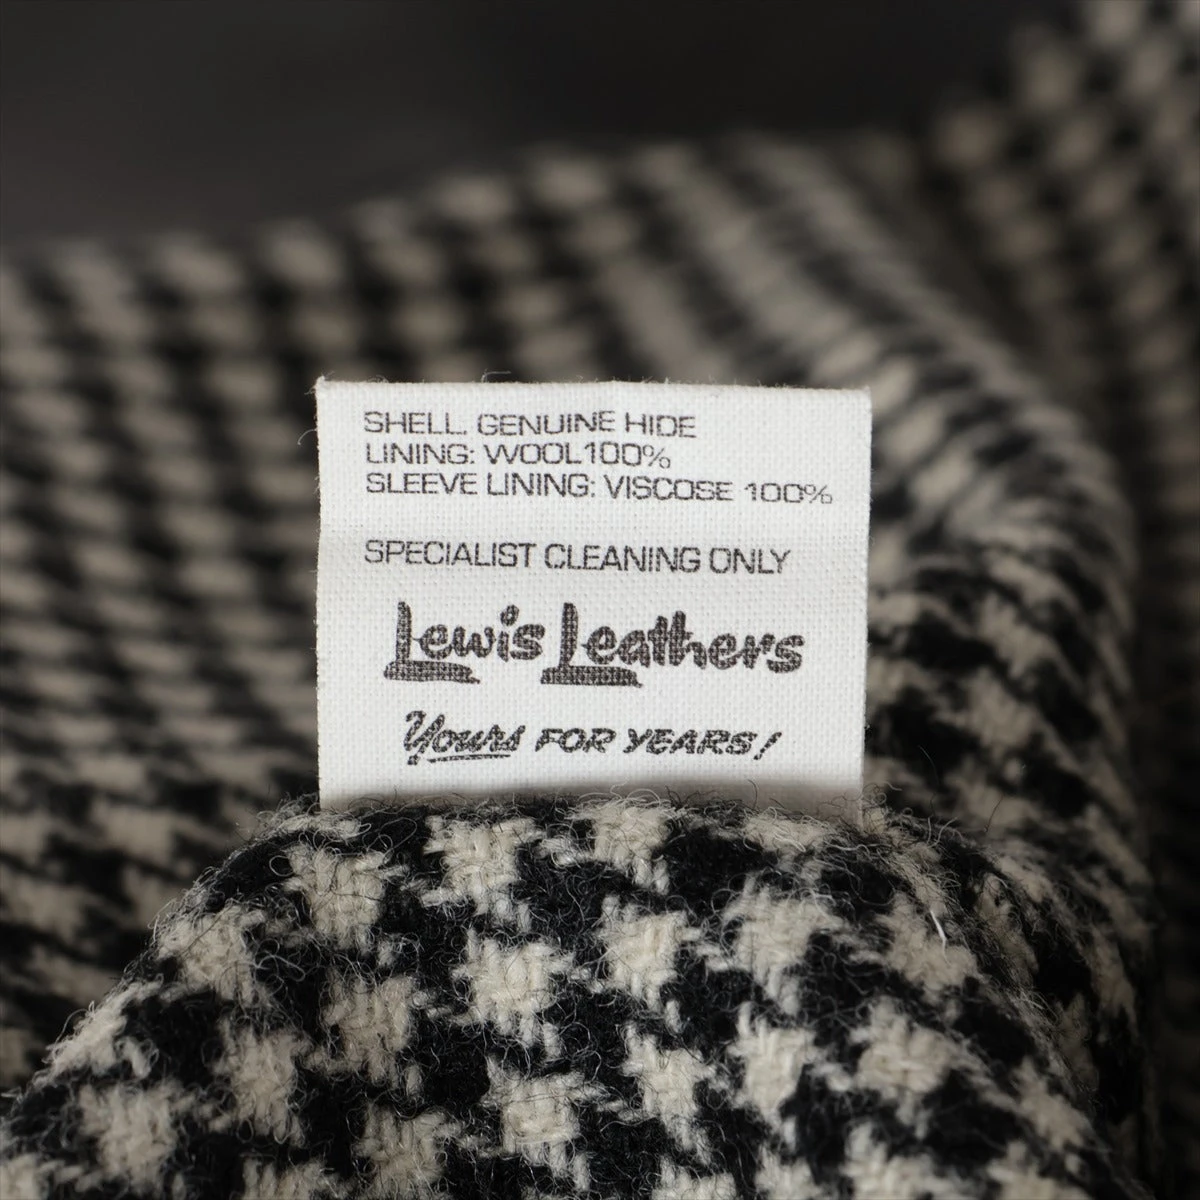 SHELL. GENUINE HIDE
LINING: WOOL100%
SLEEVE LINING: VISCOSE 100%
SPECIALIST CLEANING ONLY
Lewis Leathers
Yours FOR YEARS!